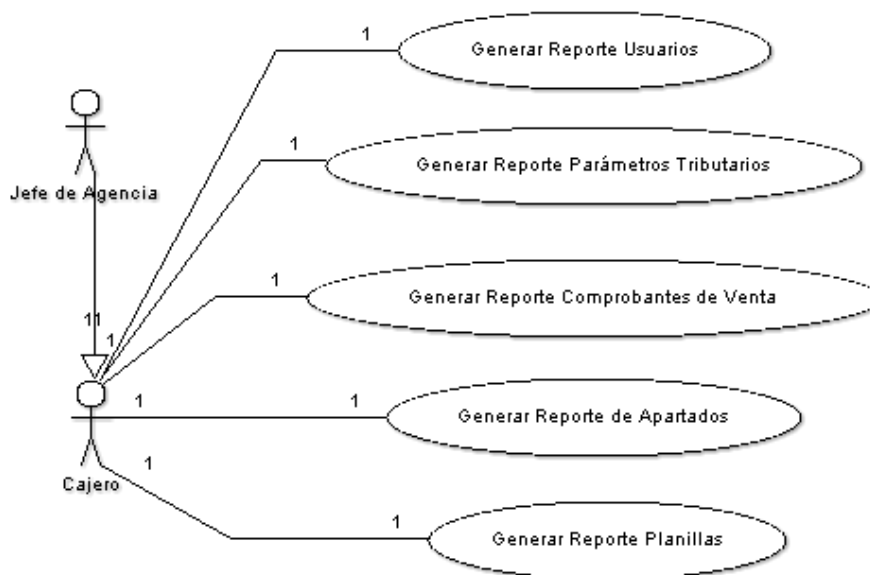 1
Generar Reporte Usuarios
1
Generar Reporte Parámetros Tributarios
Jefe de Agencia
1
Generar Reporte Comprobantes de Venta
11
1
1
1
Generar Reporte de Apartados
1
Cajero
1
Generar Reporte Planillas